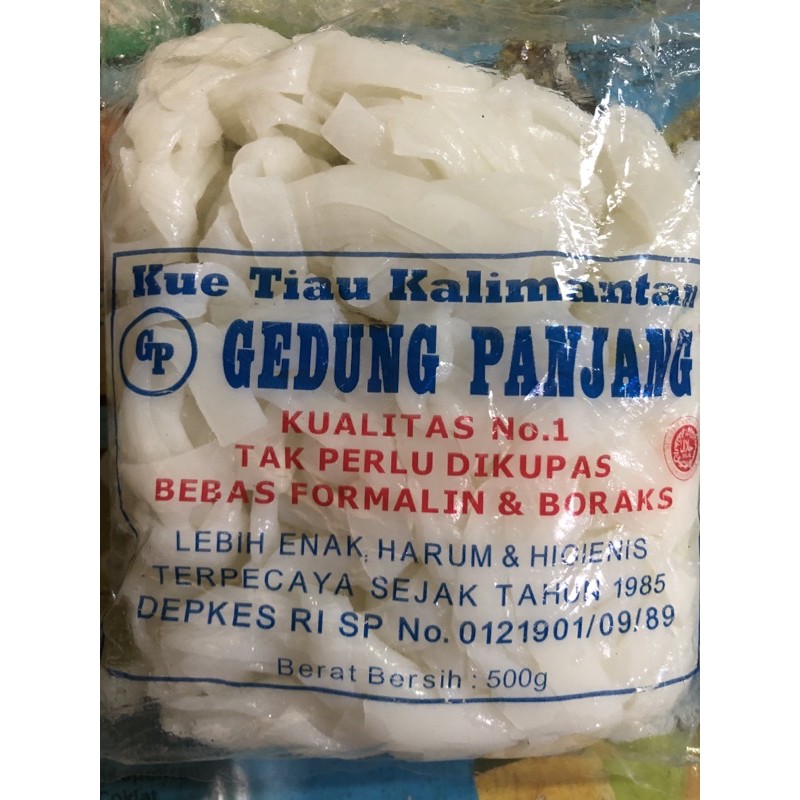 Kue Tiau Kalimantan
GP
GEDUNG PANJANG
KUALITAS No.1
TAK PERLU DIKUPAS
BEBAS FORMALIN & BORAKS
LEBIH ENAK, HARUM & HIGIENIS
TERPECAYA SEJAK TAHUN 1985
DEPKES RI SP No. 0121901/09/89
Berat Bersih : 500g